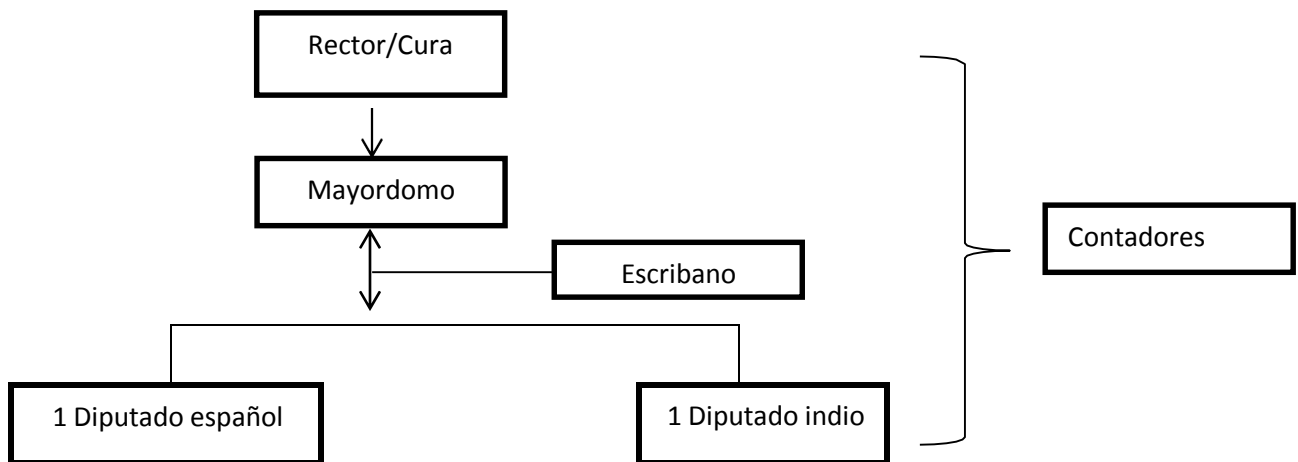 Rector/Cura
Mayordomo
Contadores
Escribano
1 Diputado español
1 Diputado indio